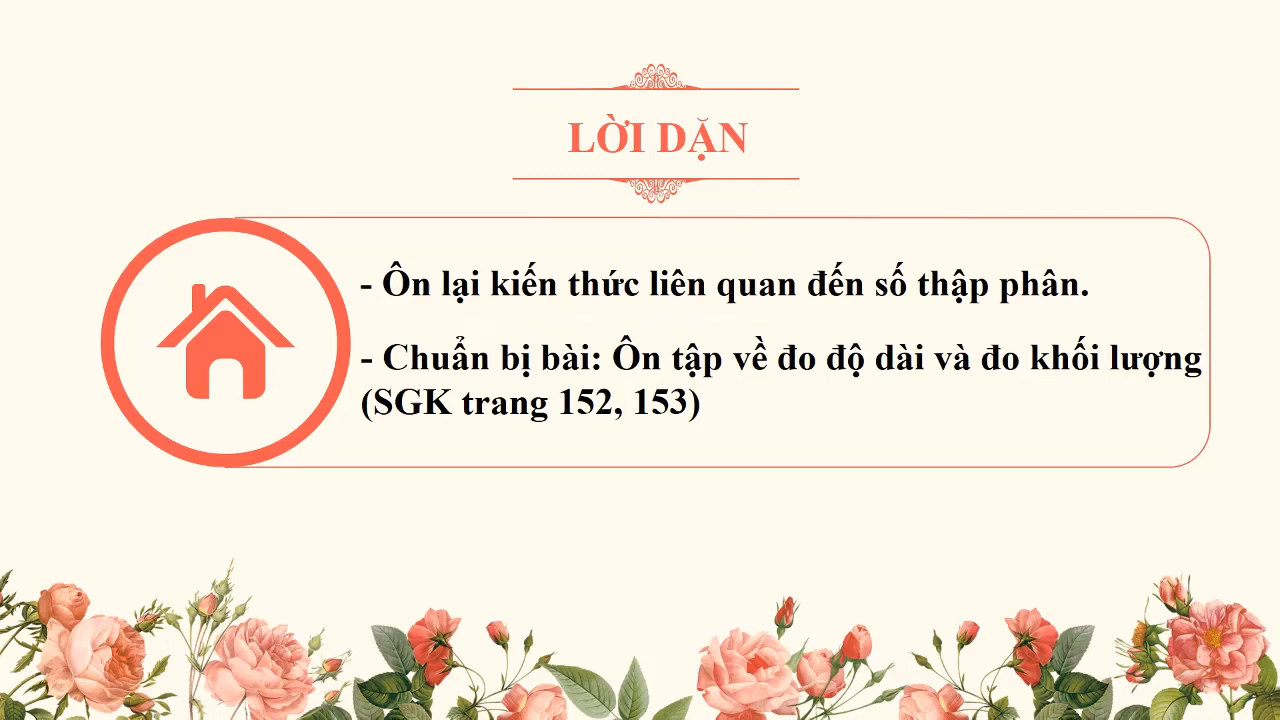 LỜI DẶN
- Ôn lại kiến thức liên quan đến số thập phân.
- Chuẩn bị bài: Ôn tập về đo độ dài và đo khối lượng
(SGK trang 152, 153)